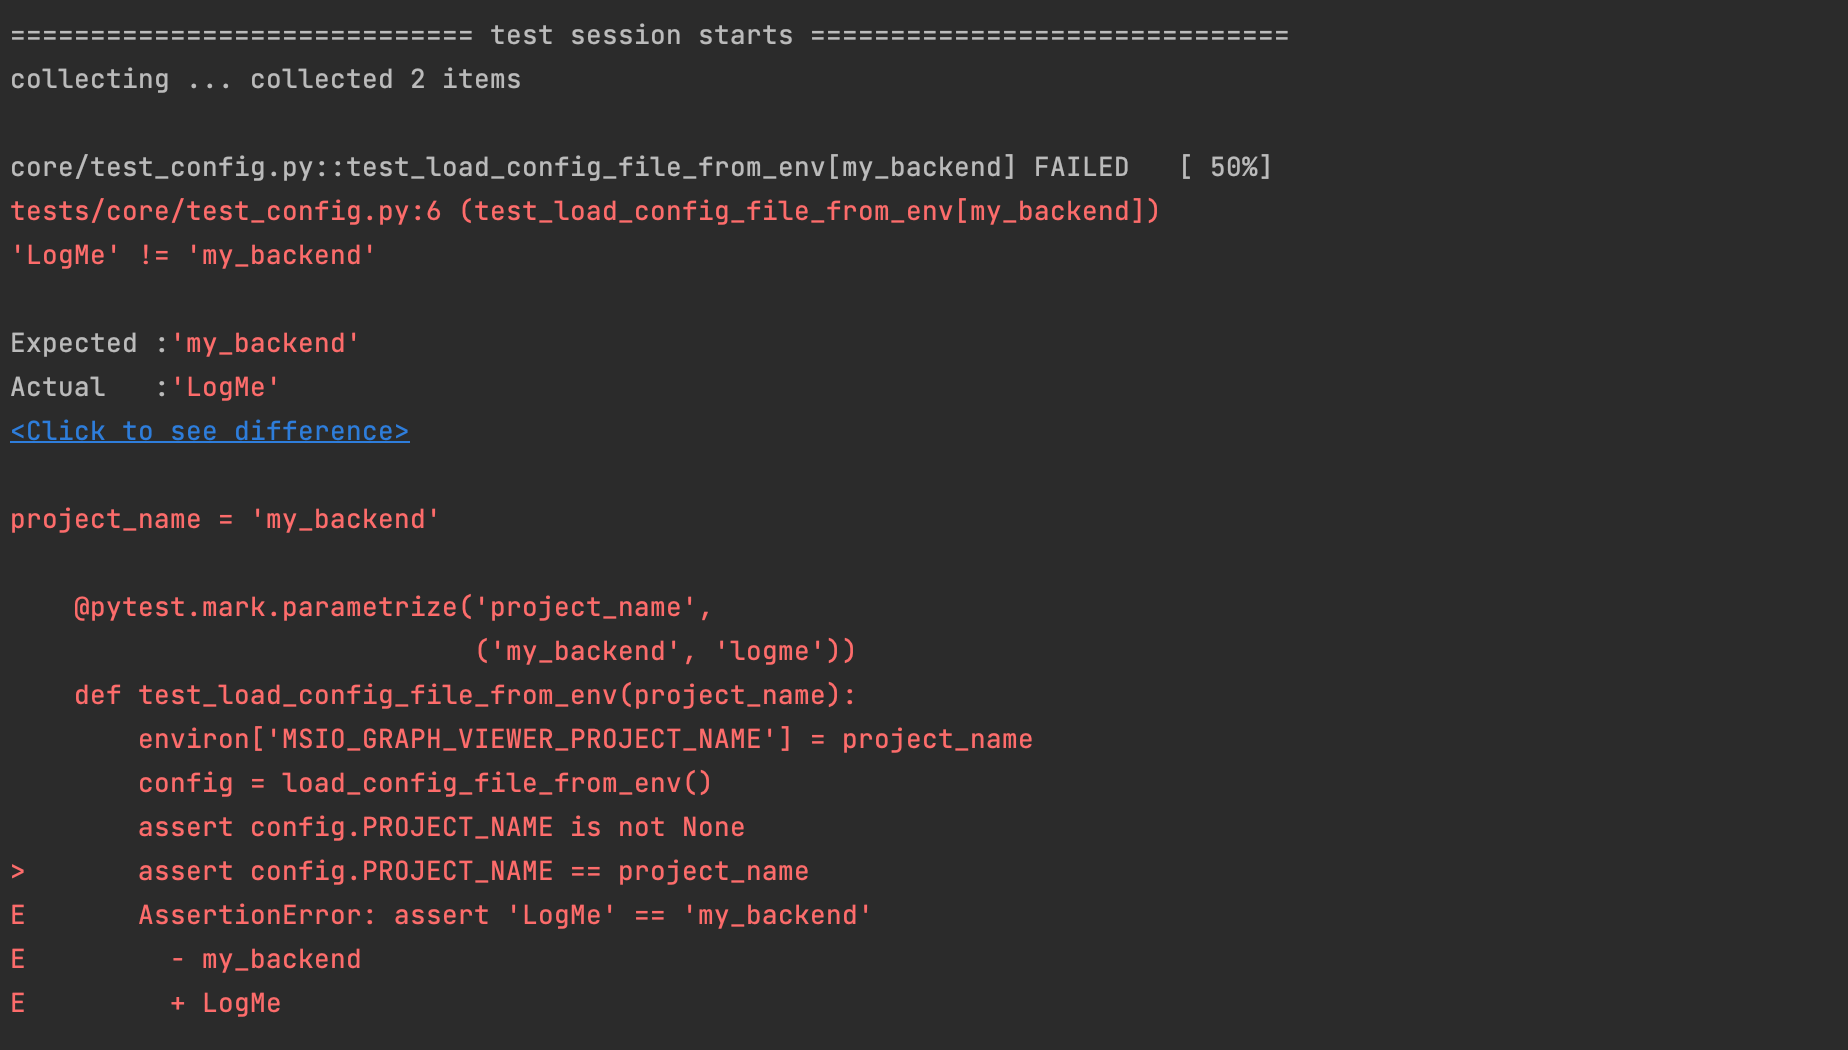 ============================= test session starts ==============================
collecting ... collected 2 items
core/test_config.py::test_load_config_file_from_env[my_backend] FAILED   [ 50%]
tests/core/test_config.py:6 (test_load_config_file_from_env[my_backend])
'LogMe' != 'my_backend'
Expected :'my_backend'
Actual   :'LogMe'
<Click to see difference>
project_name = 'my_backend'
    @pytest.mark.parametrize('project_name',
                             ('my_backend', 'logme'))
    def test_load_config_file_from_env(project_name):
        environ['MSIO_GRAPH_VIEWER_PROJECT_NAME'] = project_name
        config = load_config_file_from_env()
        assert config.PROJECT_NAME is not None
>       assert config.PROJECT_NAME == project_name
E       AssertionError: assert 'LogMe' == 'my_backend'
E         - my_backend
E         + LogMe